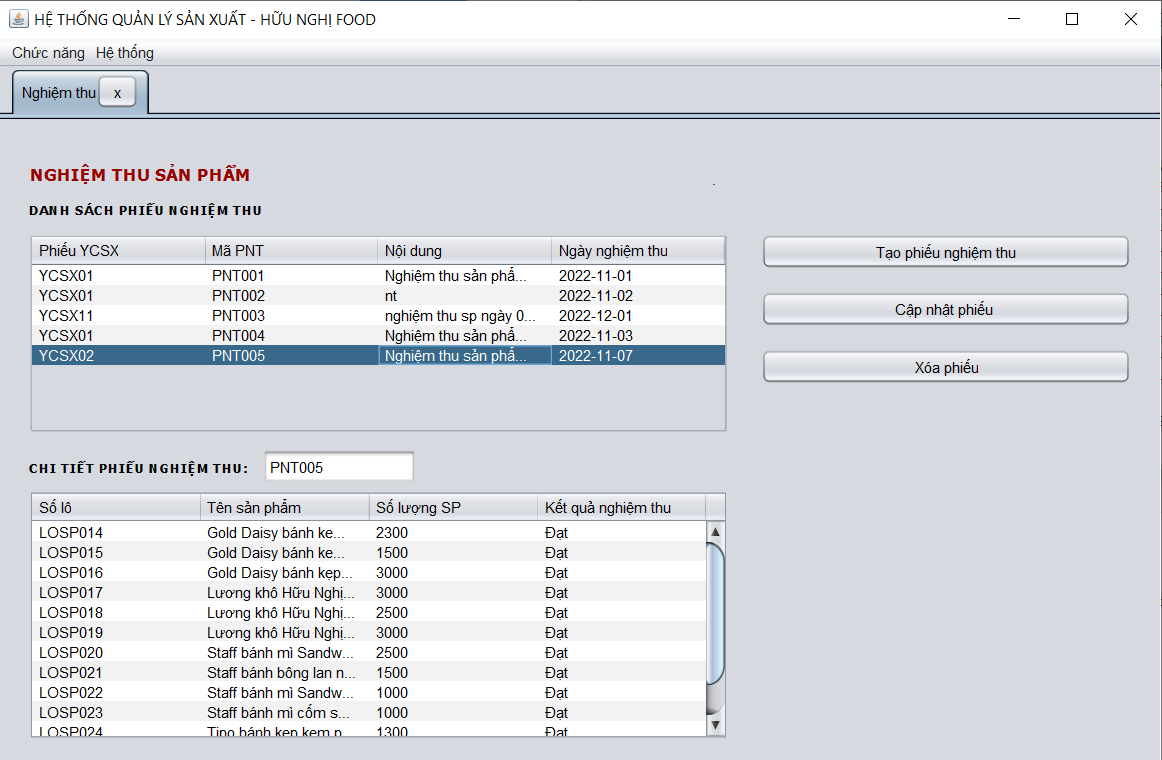 HỆ THỐNG QUẢN LÝ SẢN XUẤT - HỮU NGHỊ FOOD
Chức năng Hệ thống
Nghiệm thu x
NGHIỆM THU SẢN PHẨM
DANH SÁCH PHIẾU NGHIỆM THU
Phiếu YCSX Mã PNT Nội dung Ngày nghiệm thu
YCSX01 PNT001 Nghiệm thu sản phẩ... 2022-11-01
YCSX01 PNT002 nt 2022-11-02
YCSX11 PNT003 nghiệm thu sp ngày 0... 2022-12-01
YCSX01 PNT004 Nghiệm thu sản phẩ... 2022-11-03
YCSX02 PNT005 Nghiệm thu sản phẩ... 2022-11-07
Tạo phiếu nghiệm thu
Cập nhật phiếu
Xóa phiếu
CHI TIẾT PHIẾU NGHIỆM THU: PNT005
Số lô Tên sản phẩm Số lượng SP Kết quả nghiệm thu
LOSP014 Gold Daisy bánh ke... 2300 Đạt
LOSP015 Gold Daisy bánh ke... 1500 Đạt
LOSP016 Gold Daisy bánh kẹp... 3000 Đạt
LOSP017 Lương khô Hữu Nghị... 3000 Đạt
LOSP018 Lương khô Hữu Nghị... 2500 Đạt
LOSP019 Lương khô Hữu Nghị... 3000 Đạt
LOSP020 Staff bánh mì Sandw... 2500 Đạt
LOSP021 Staff bánh bông lan n... 1500 Đạt
LOSP022 Staff bánh mì Sandw... 1000 Đạt
LOSP023 Staff bánh mì cốm s... 1000 Đạt
LOSP024 Tipo bánh kẹp kem p... 1300 Đạt